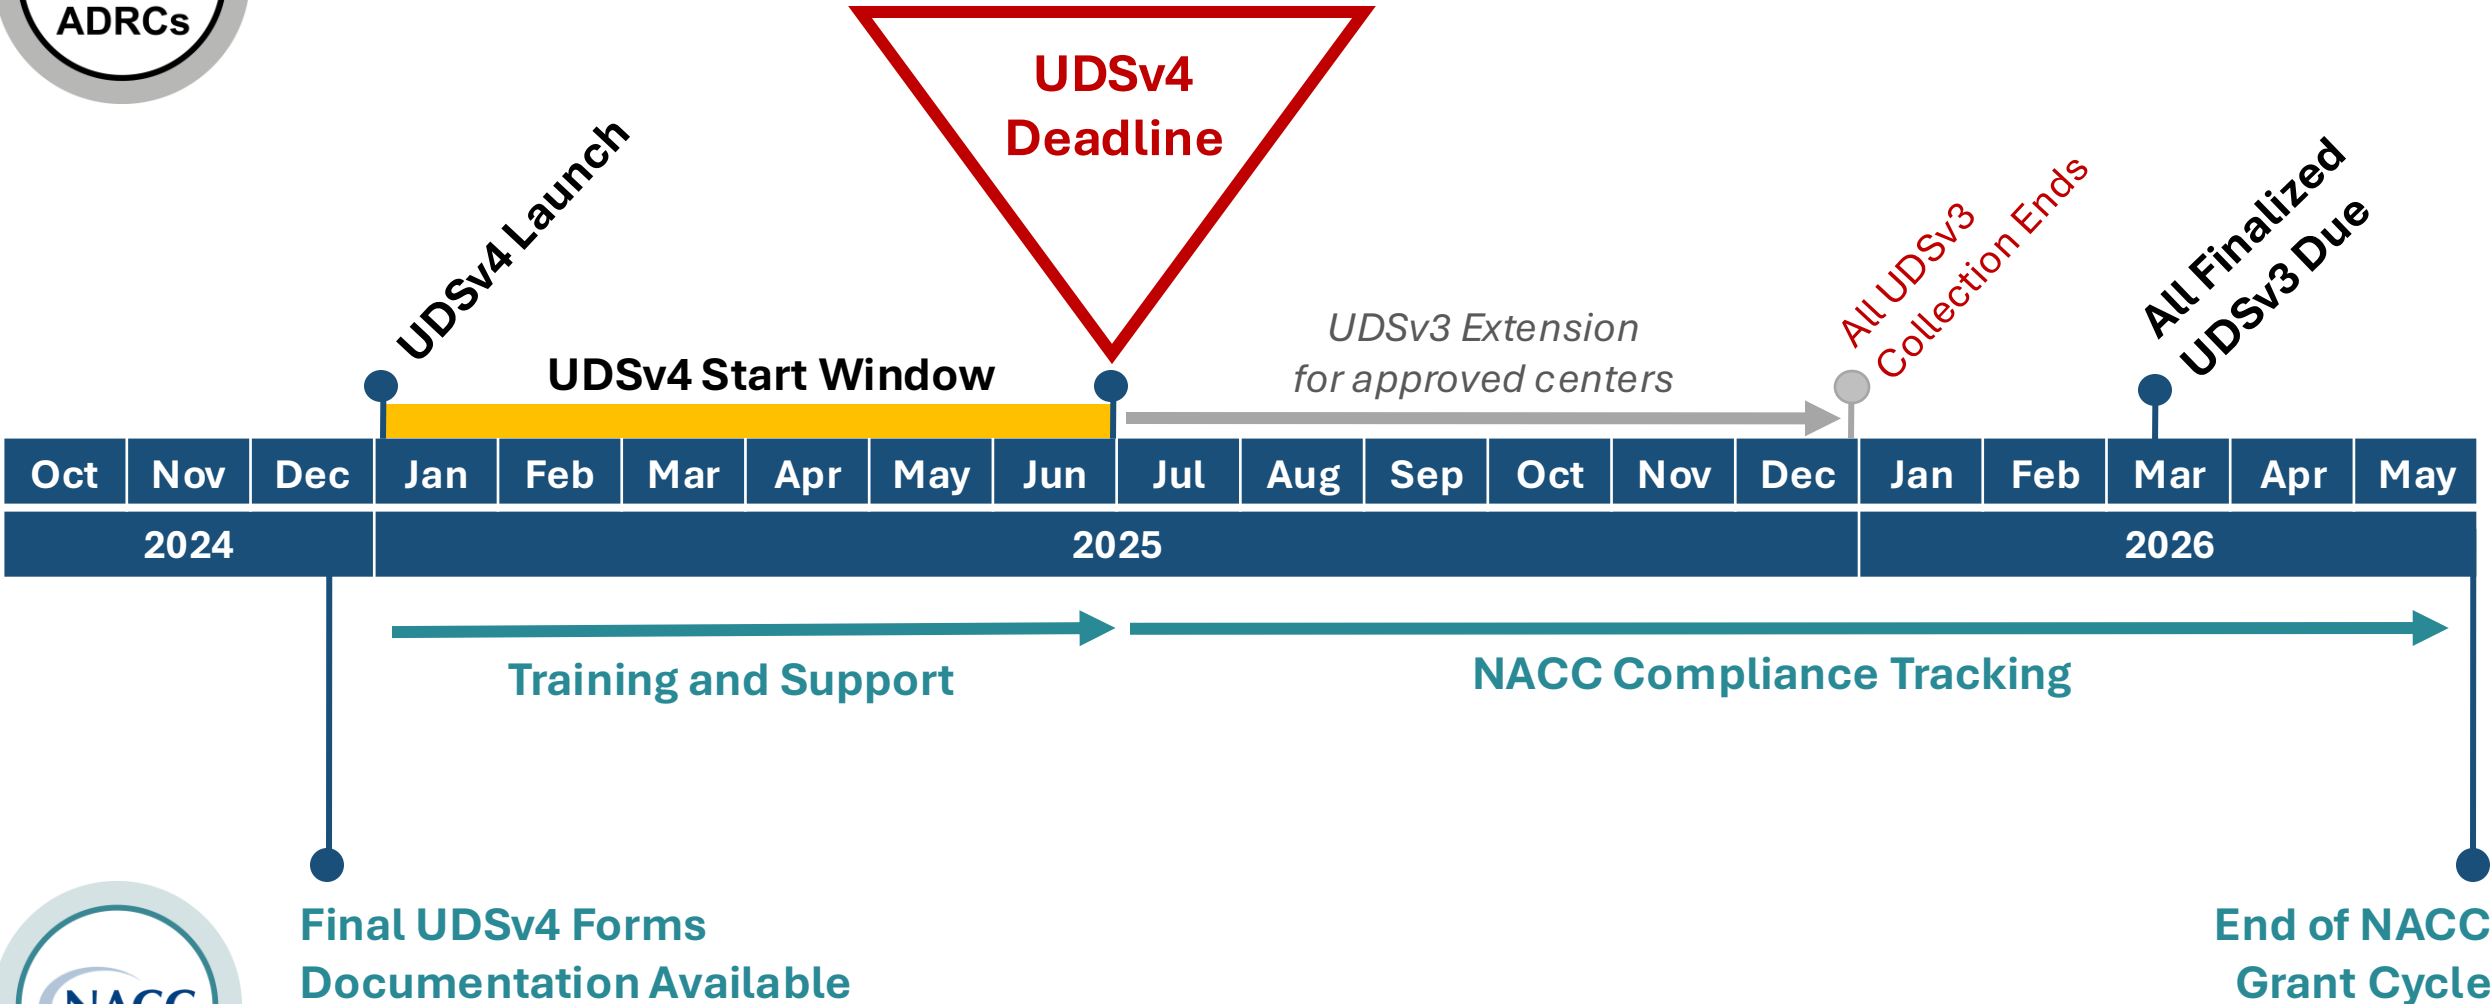 ADRCs
UDSv4
Deadline
UDSv4 Launch
All UDSv3
Collection Ends
All Finalized
UDSv3 Due
UDSv4 Start Window
UDSv3 Extension
for approved centers
Oct Nov Dec Jan Feb Mar Apr May Jun Jul Aug Sep Oct Nov Dec Jan Feb Mar Apr May
2024 2025 2026
Training and Support
NACC Compliance Tracking
Final UDSv4 Forms
Documentation Available
End of NACC
Grant Cycle
NACC